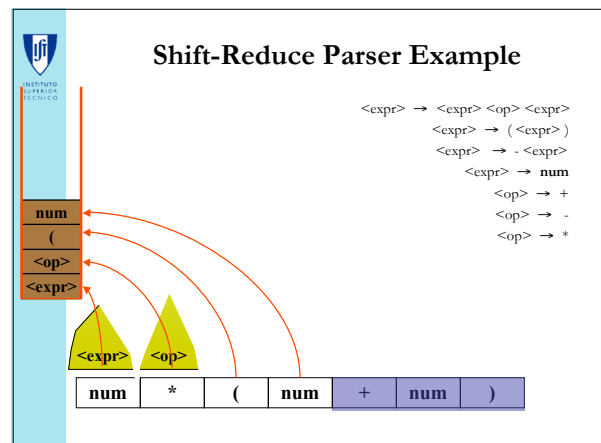 Shift-Reduce Parser Example
INSTITUTO
SUPERIOR
TÉCNICO
<expr> → <expr> <op> <expr>
<expr> → ( <expr> )
<expr> → - <expr>
<expr> → num
<op> → +
<op> → -
<op> → *
num
(
<op>
<expr>
<expr> <op>
num * ( num + num )